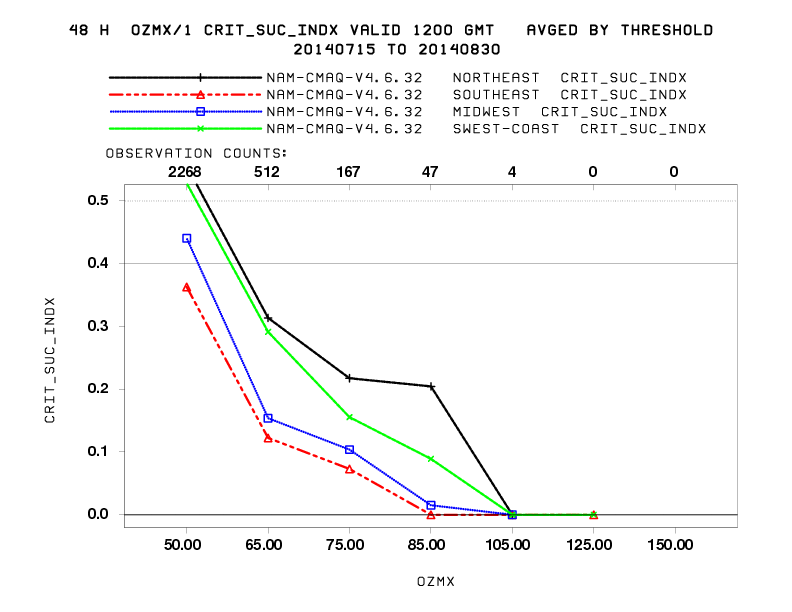 48 H  OZMX/1 CRIT_SUC_INDX VALID 1200 GMT   AVGED BY THRESHOLD
20140715 TO 20140830
NAM-CMAQ-V4.6.32   NORTHEAST  CRIT_SUC_INDX
NAM-CMAQ-V4.6.32   SOUTHEAST  CRIT_SUC_INDX
NAM-CMAQ-V4.6.32   MIDWEST  CRIT_SUC_INDX
NAM-CMAQ-V4.6.32   SWEST-COAST  CRIT_SUC_INDX
OBSERVATION COUNTS:
2268 512 167 47 4 0 0
0.5
0.4
0.3
0.2
0.1
0.0
CRIT_SUC_INDX
50.00 65.00 75.00 85.00 105.00 125.00 150.00
OZMX